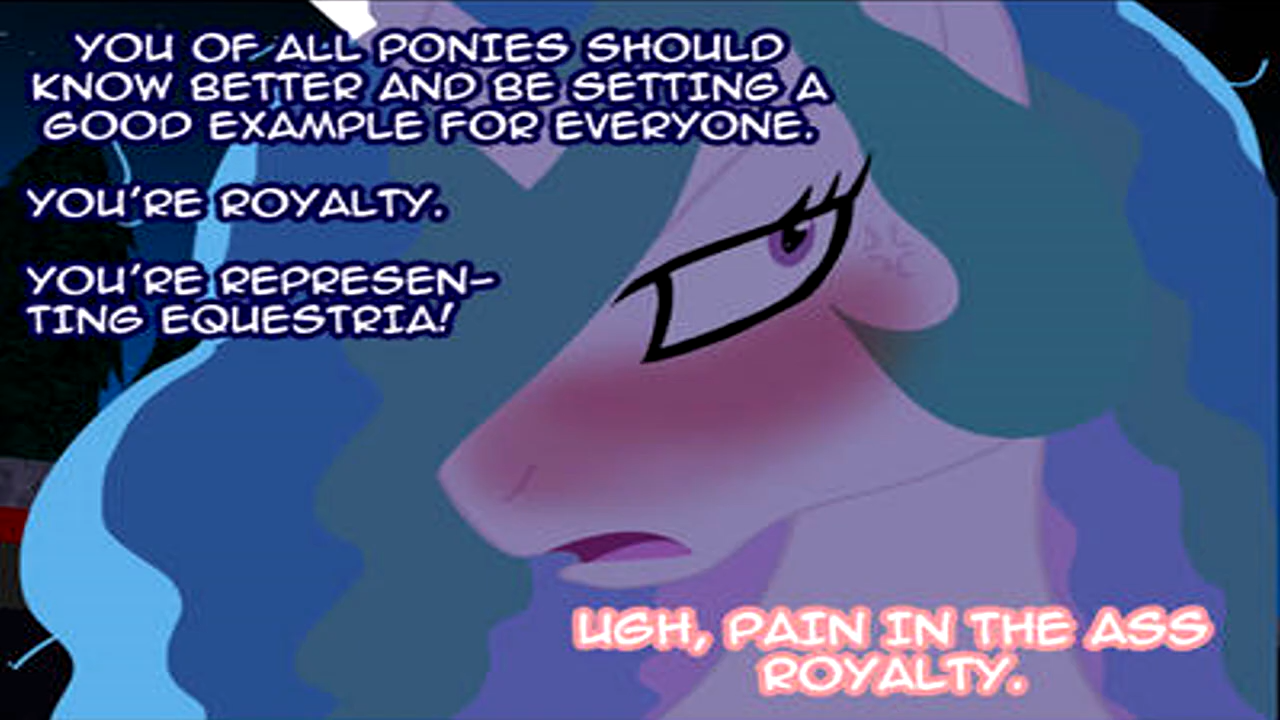 YOU OF ALL PONIES SHOULD
KNOW BETTER AND BE SETTING A
GOOD EXAMPLE FOR EVERYONE.
YOU'RE ROYALTY.
YOU'RE REPRESEN-
TING EQUESTRIA!
UGH, PAIN IN THE ASS
ROYALTY.